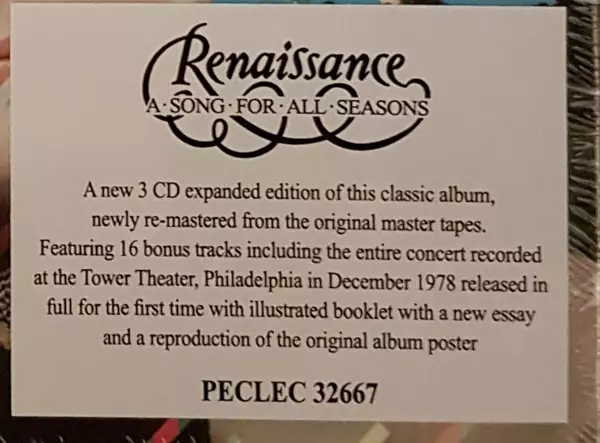 Renaissance
A·SONG·FOR·ALL·SEASONS
A new 3 CD expanded edition of this classic album,
newly re-mastered from the original master tapes.
Featuring 16 bonus tracks including the entire concert recorded
at the Tower Theater, Philadelphia in December 1978 released in
full for the first time with illustrated booklet with a new essay
and a reproduction of the original album poster
PECLEC 32667